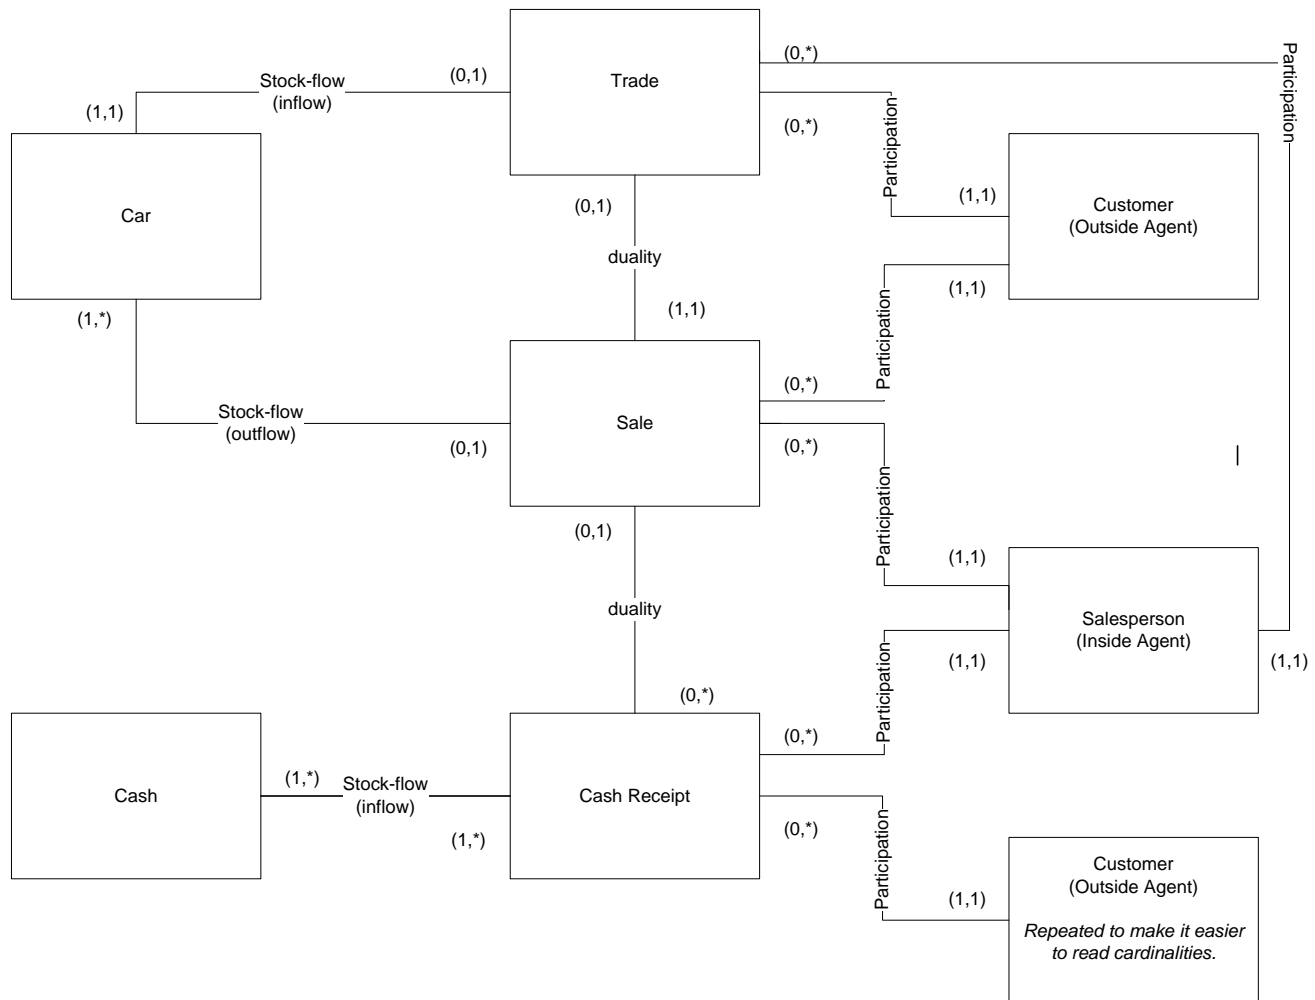 (0,*)
Participation
Stock-flow
(inflow)
(0,1)
Trade
(1,1)
(0,*)
Participation
Car
(0,1)
(1,1)
Customer
(Outside Agent)
duality
(1,*)
(1,1)
(1,1)
Participation
(0,*)
Stock-flow
(outflow)
(0,1)
Sale
(0,*)
Participation
(0,1)
(1,1)
duality
Salesperson
(Inside Agent)
(1,1)
(1,1)
Participation
(0,*)
(0,*)
Cash
(1,*)
Stock-flow
(inflow)
(1,*)
Cash Receipt
(0,*)
Participation
(1,1)
Customer
(Outside Agent)
Repeated to make it easier
to read cardinalities.